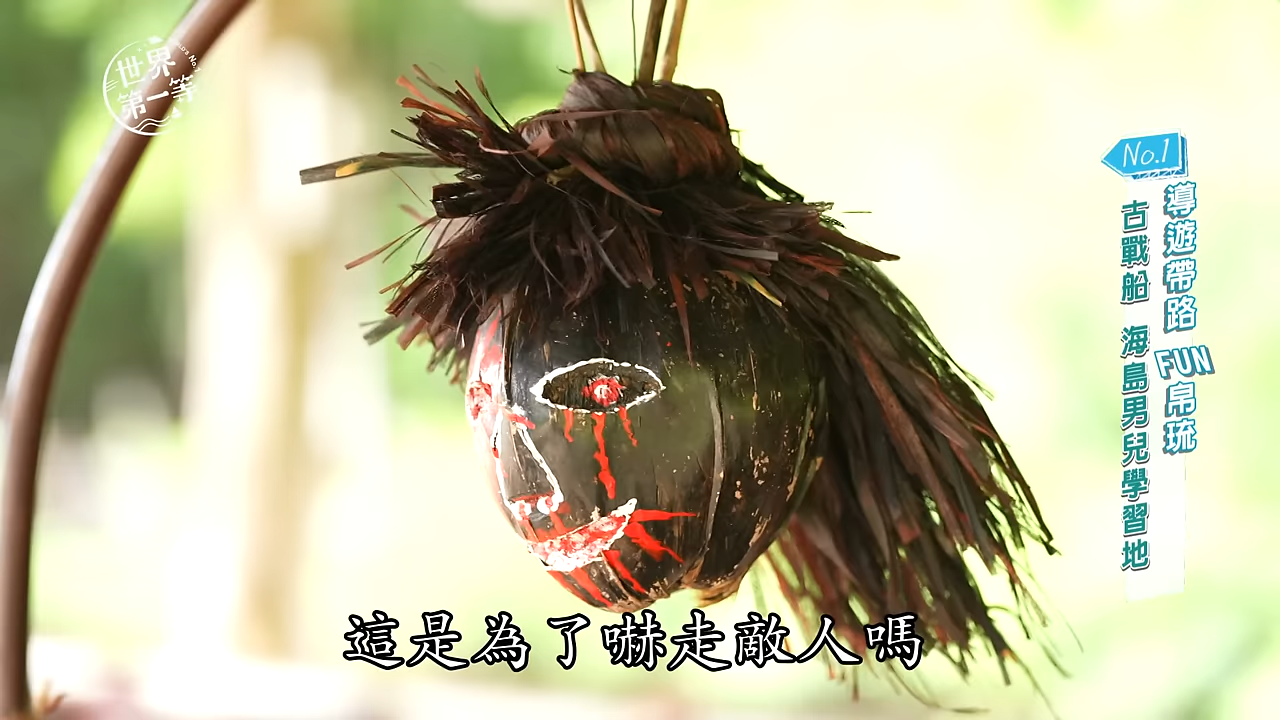 世界
第一等
No.1
導遊帶路 FUN帛琉
古戰船 海島男兒學習地
這是為了嚇走敵人嗎